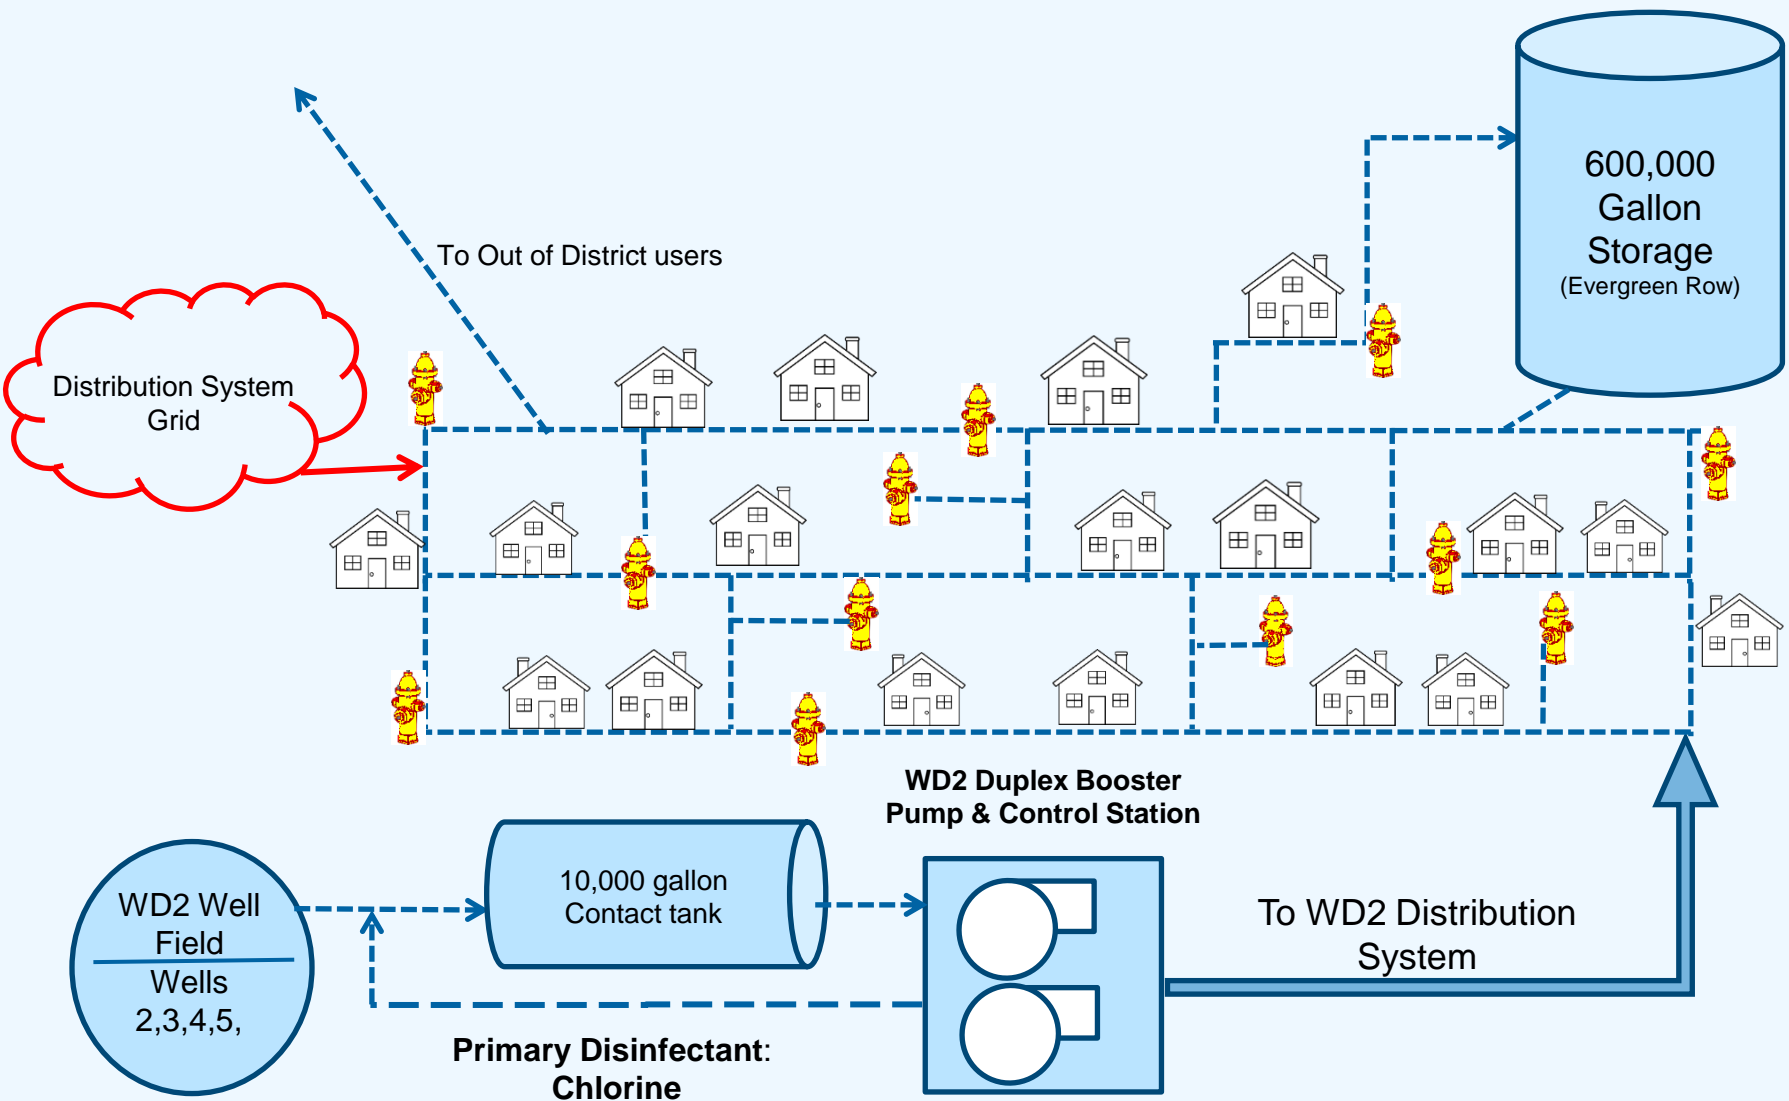 600,000
Gallon
Storage
(Evergreen Row)
To Out of District users
Distribution System
Grid
WD2 Duplex Booster
Pump & Control Station
WD2 Well
Field
Wells
2,3,4,5,
10,000 gallon
Contact tank
To WD2 Distribution
System
Primary Disinfectant:
Chlorine